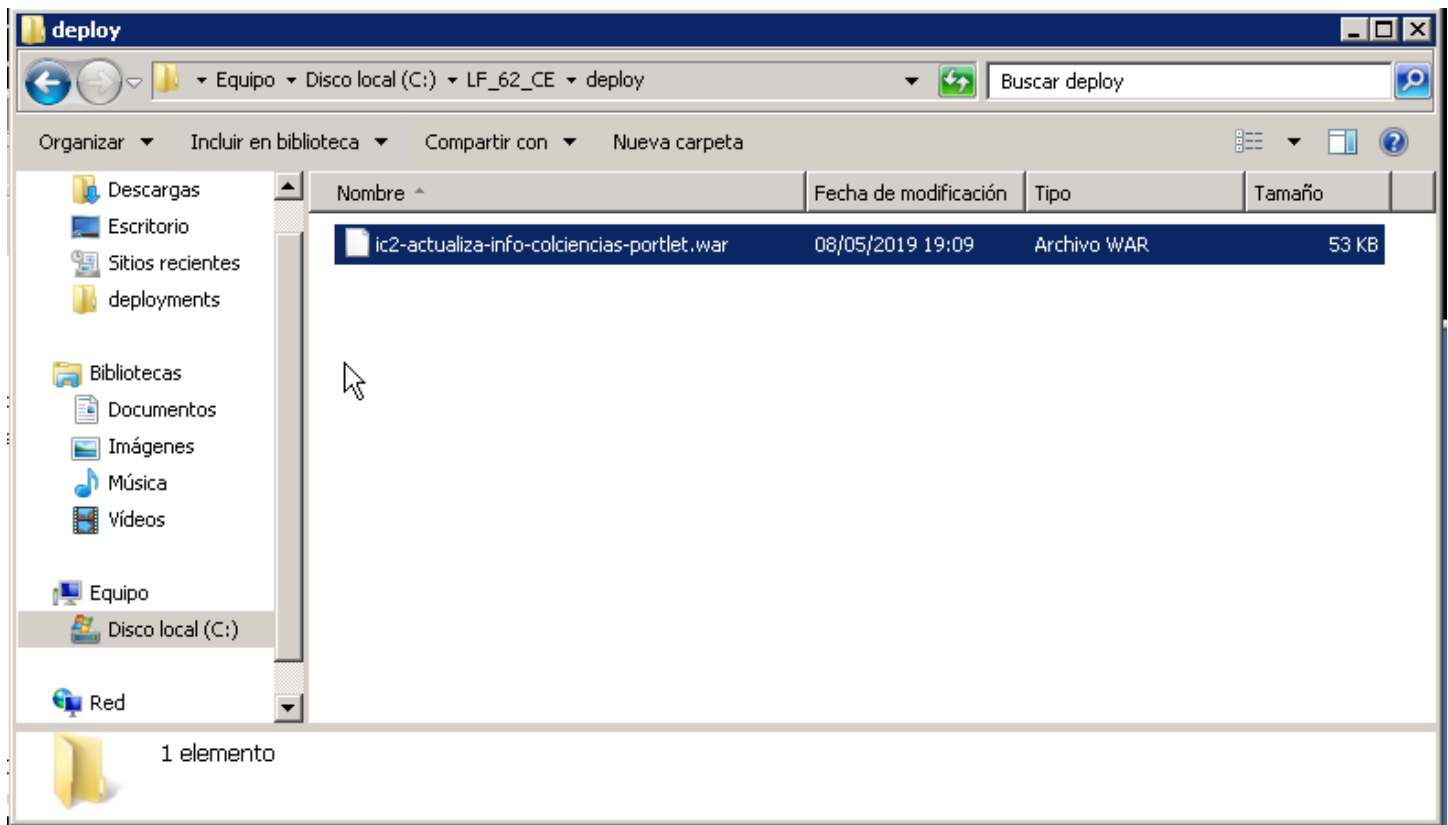 deploy
Equipo Disco local (C:) LF_62_CE deploy
Buscar deploy
Organizar Incluir en biblioteca Compartir con Nueva carpeta
Descargas
Escritorio
Sitios recientes
deployments
Bibliotecas
Documentos
Imágenes
Música
Vídeos
Equipo
Disco local (C:)
Red
Nombre Fecha de modificación Tipo Tamaño
ic2-actualiza-info-colciencias-portlet.war 08/05/2019 19:09 Archivo WAR 53 KB
1 elemento